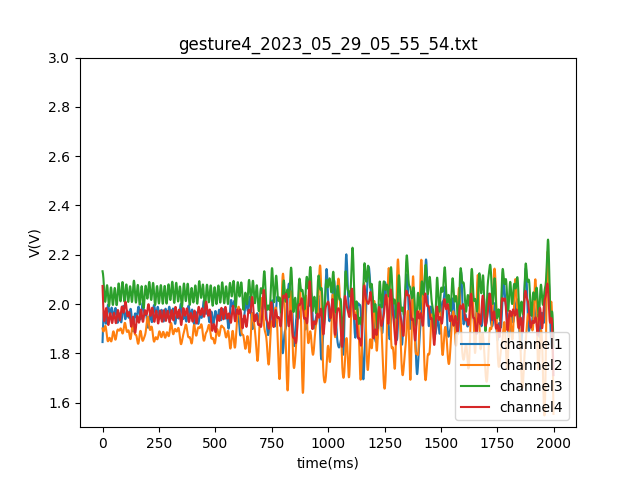 gesture4_2023_05_29_05_55_54.txt
3.0
2.8
2.6
2.4
2.2
2.0
1.8
1.6
V(V)
channel1
channel2
channel3
channel4
0 250 500 750 1000 1250 1500 1750 2000
time(ms)